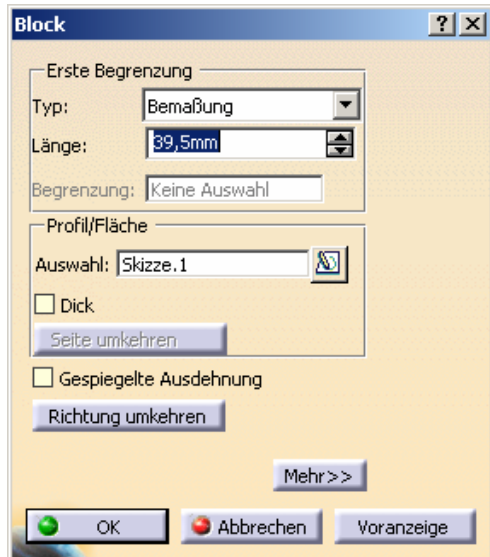 Block
Erste Begrenzung
Typ: Bemaßung
Länge: 39,5mm
Begrenzung: Keine Auswahl
Profil/Fläche
Auswahl: Skizze.1
Dick
Seite umkehren
Gespiegelte Ausdehnung
Richtung umkehren
Mehr>>
OK Abbrechen Voranzeige